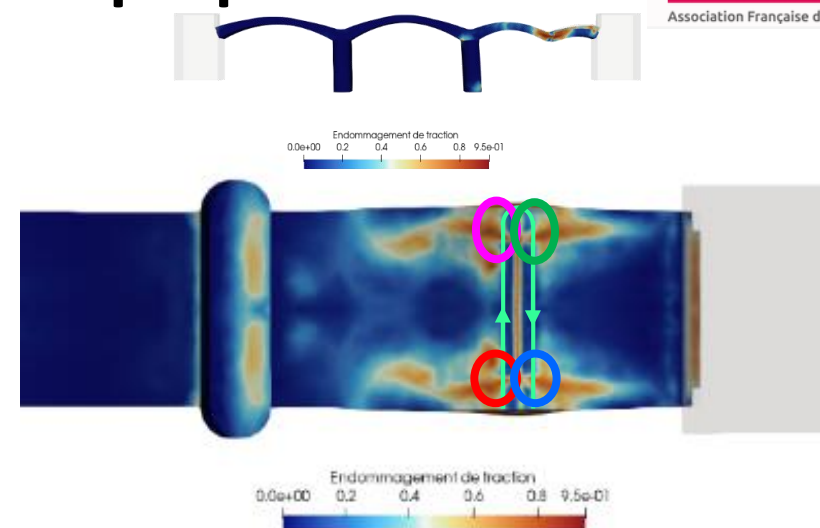 Association Française d
Endommagement de traction
0.0e+00 0.2 0.4 0.6 0.8 9.5e-01
Endommagement de traction
0.0e+00 0.2 0.4 0.6 0.8 9.5e-01